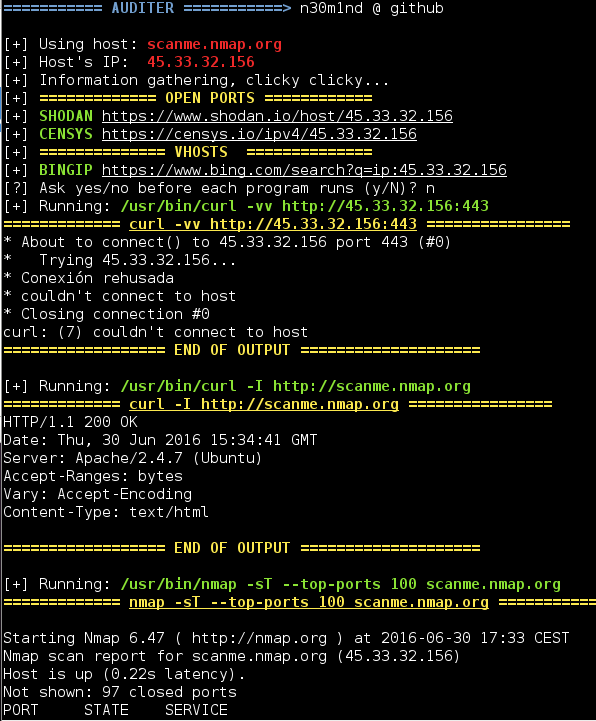 =========== AUDITER ===========> n30m1nd @ github

[+] Using host: scanme.nmap.org
[+] Host's IP:  45.33.32.156
[+] Information gathering, clicky clicky...
[+] ============= OPEN PORTS ============
[+] SHODAN https://www.shodan.io/host/45.33.32.156
[+] CENSYS https://censys.io/ipv4/45.33.32.156
[+] ============== VHOSTS  ==============
[+] BINGIP https://www.bing.com/search?q=ip:45.33.32.156
[?] Ask yes/no before each program runs (y/N)? n
[+] Running: /usr/bin/curl -vv http://45.33.32.156:443
============= curl -vv http://45.33.32.156:443 ================
* About to connect() to 45.33.32.156 port 443 (#0)
*   Trying 45.33.32.156...
* Conexión rehusada
* couldn't connect to host
* Closing connection #0
curl: (7) couldn't connect to host
================== END OF OUTPUT ====================

[+] Running: /usr/bin/curl -I http://scanme.nmap.org
============= curl -I http://scanme.nmap.org ================
HTTP/1.1 200 OK
Date: Thu, 30 Jun 2016 15:34:41 GMT
Server: Apache/2.4.7 (Ubuntu)
Accept-Ranges: bytes
Vary: Accept-Encoding
Content-Type: text/html

================== END OF OUTPUT ====================

[+] Running: /usr/bin/nmap -sT --top-ports 100 scanme.nmap.org
============= nmap -sT --top-ports 100 scanme.nmap.org ===========

Starting Nmap 6.47 ( http://nmap.org ) at 2016-06-30 17:33 CEST
Nmap scan report for scanme.nmap.org (45.33.32.156)
Host is up (0.22s latency).
Not shown: 97 closed ports
PORT     STATE    SERVICE